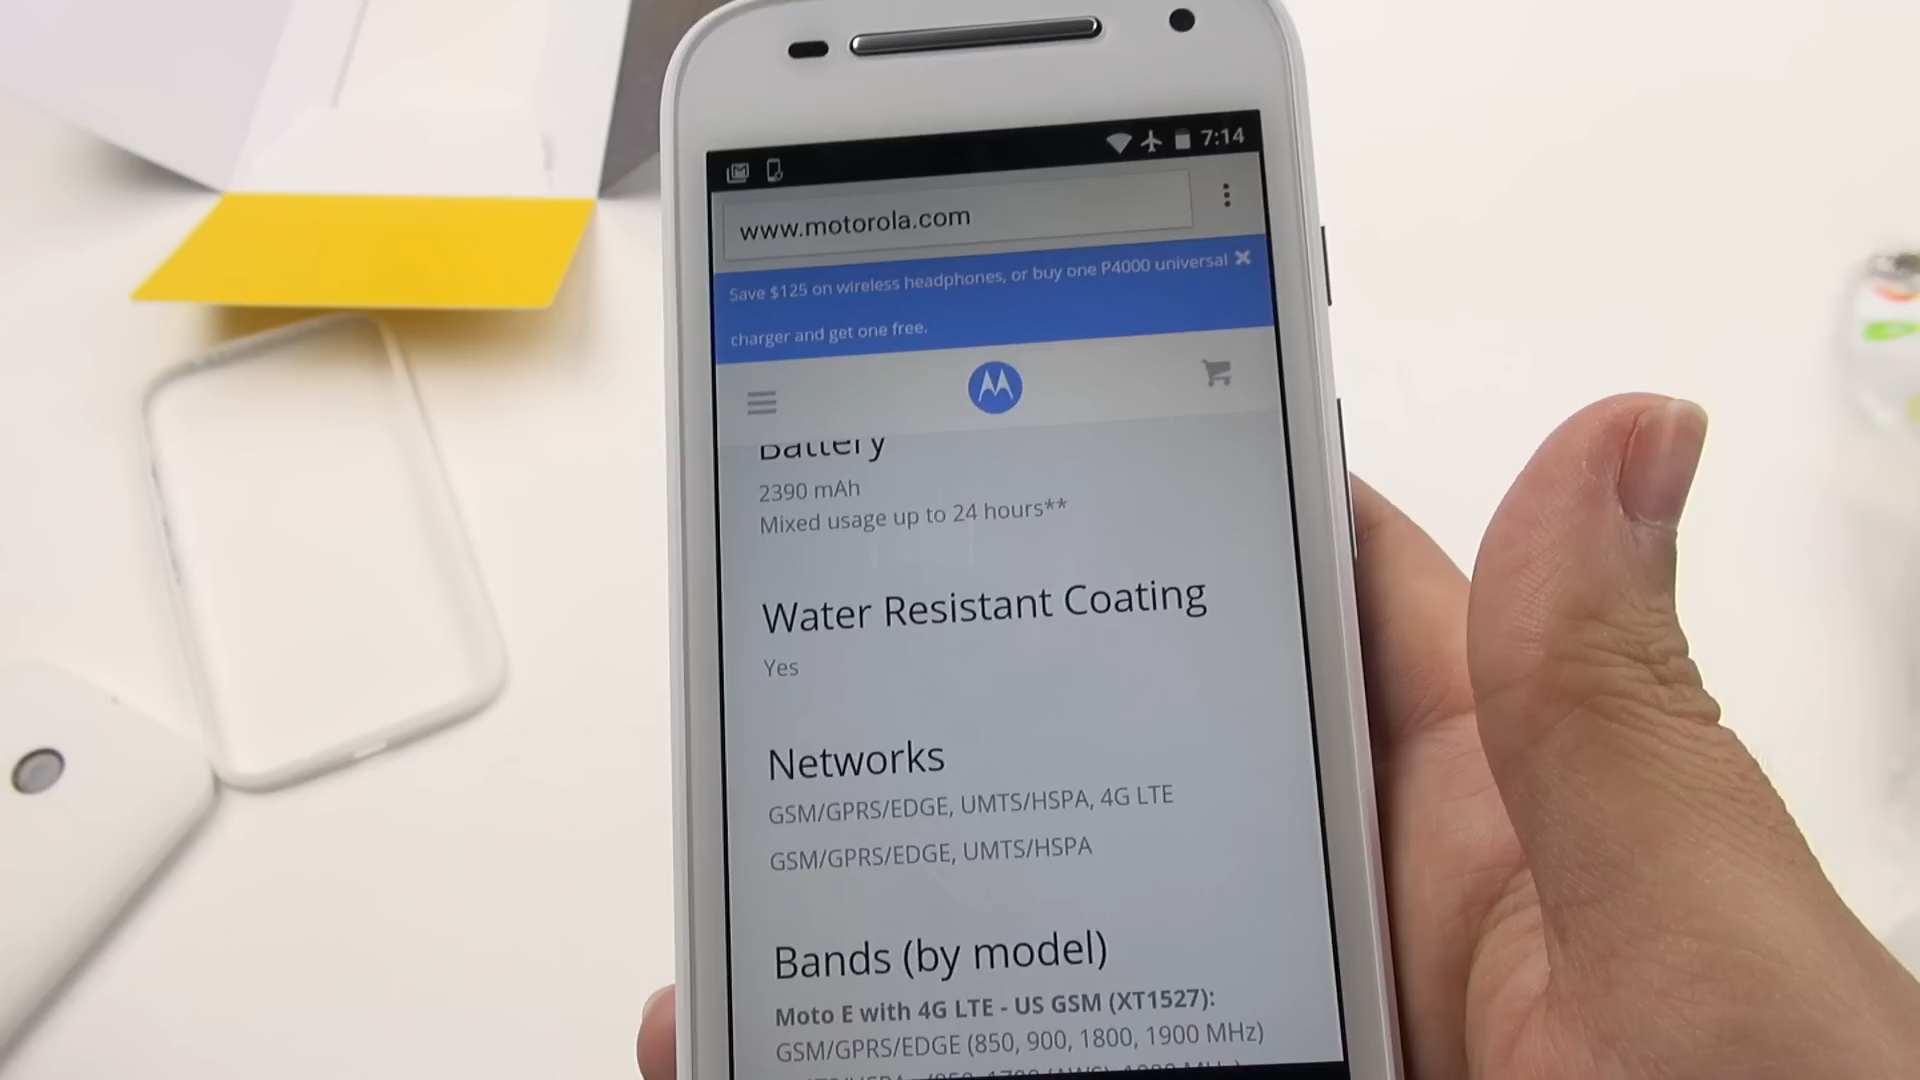 7:14
www.motorola.com
Save $125 on wireless headphones, or buy one P4000 universal
charger and get one free.
Battery
2390 mAh
Mixed usage up to 24 hours**
Water Resistant Coating
Yes
Networks
GSM/GPRS/EDGE, UMTS/HSPA, 4G LTE
GSM/GPRS/EDGE, UMTS/HSPA
Bands (by model)
Moto E with 4G LTE - US GSM (XT1527):
GSM/GPRS/EDGE (850, 900, 1800, 1900 MHz)